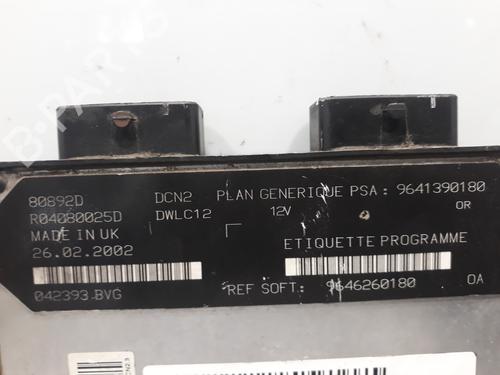 80892D DCN2 PLAN GENERIQUE PSA : 9641390180
R04080025D DWLC12 12V OR
MADE IN UK ETIQUETTE PROGRAMME
26.02.2002
042393.BVG REF SOFT.: 9646260180 OA
B-PARTS